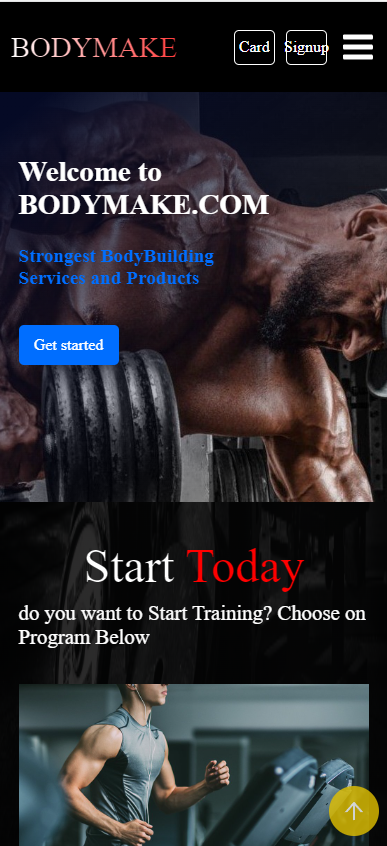 BODYMAKE
Card
Signup
Welcome to
BODYMAKE.COM
Strongest BodyBuilding
Services and Products
Get started
Start Today
do you want to Start Training? Choose on
Program Below